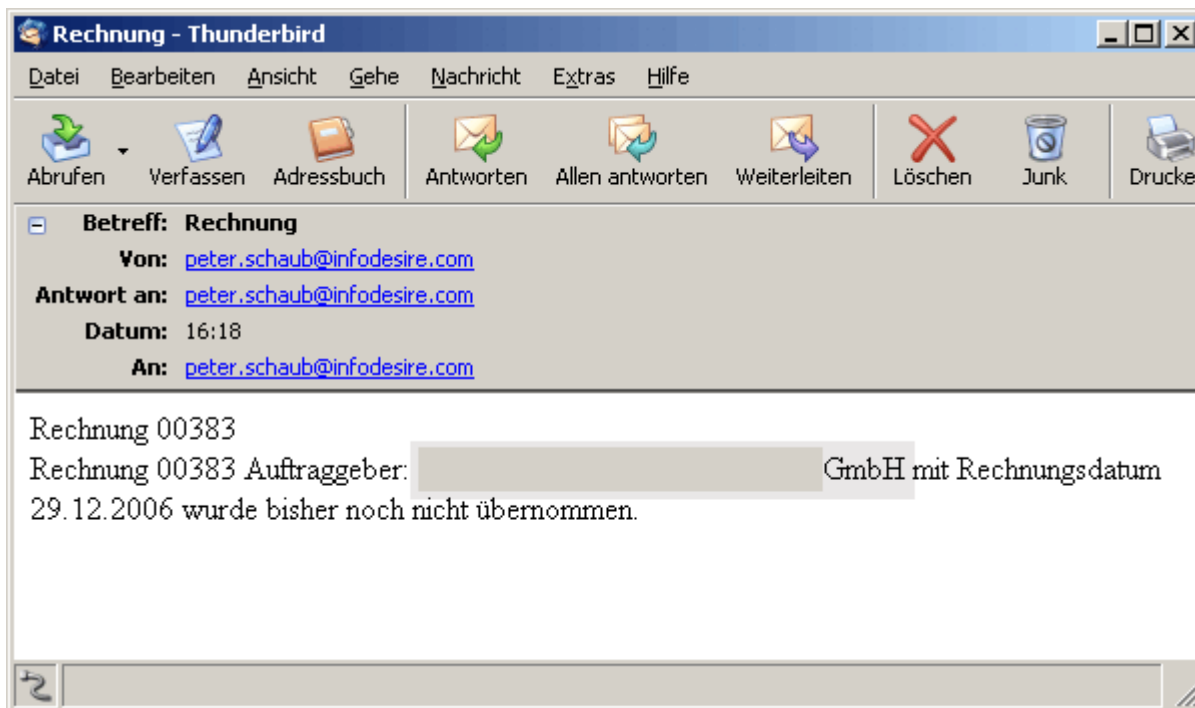 Rechnung - Thunderbird
Datei Bearbeiten Ansicht Gehe Nachricht Extras Hilfe
Abrufen Verfassen Adressbuch Antworten Allen antworten Weiterleiten Löschen Junk Drucke
Betreff: Rechnung
Von: peter.schaub@infodesire.com
Antwort an: peter.schaub@infodesire.com
Datum: 16:18
An: peter.schaub@infodesire.com
Rechnung 00383
Rechnung 00383 Auftraggeber: GmbH mit Rechnungsdatum
29.12.2006 wurde bisher noch nicht übernommen.